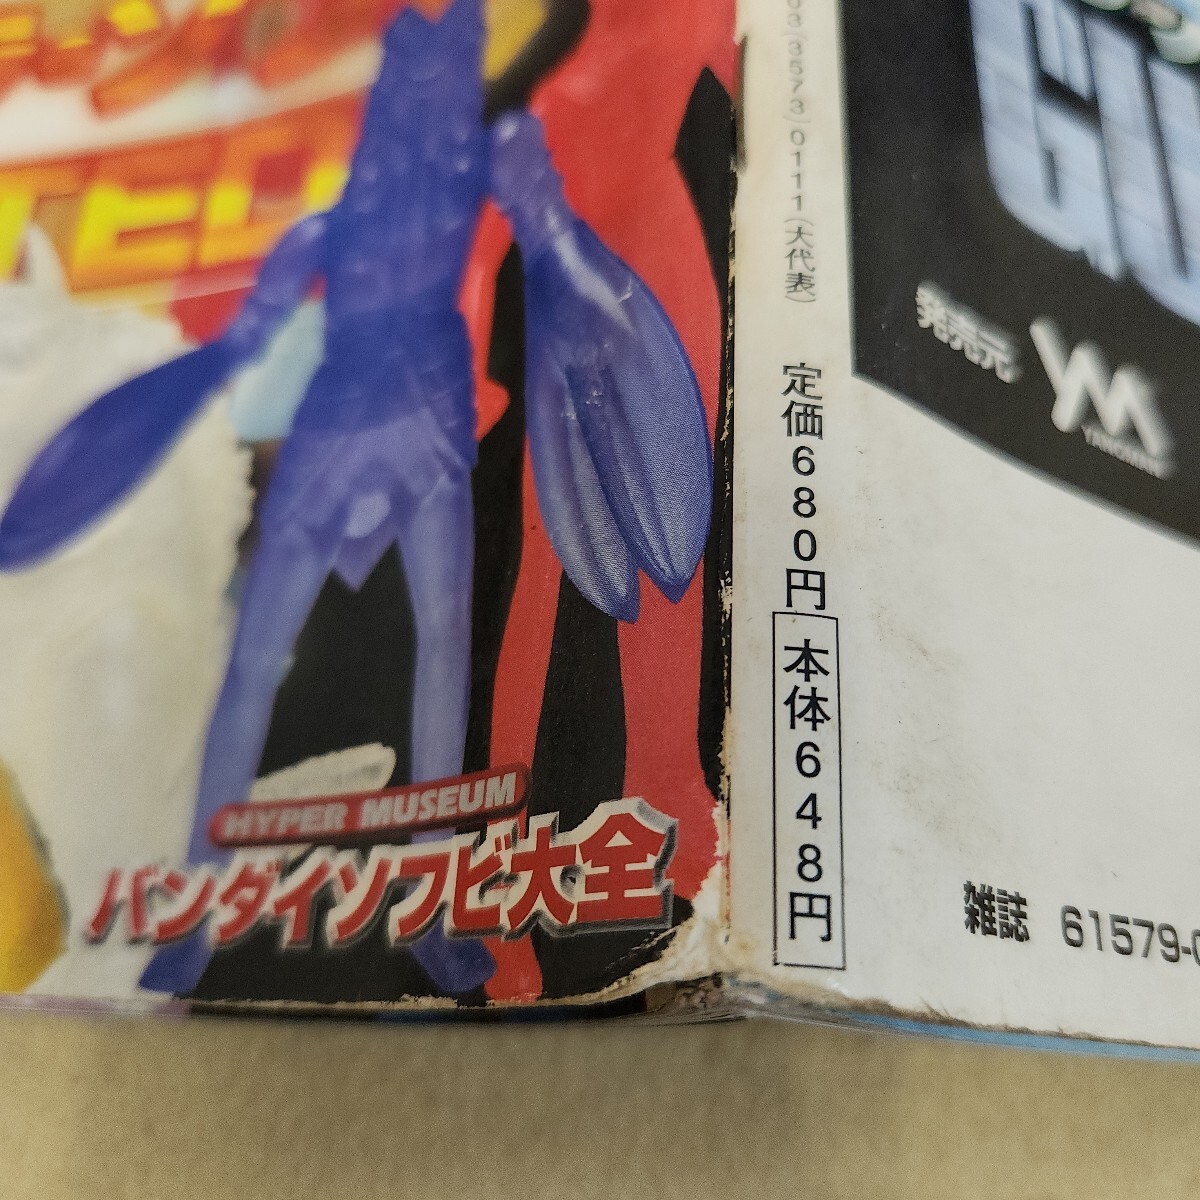 HYPER MUSEUM
バンダイソフビ大全
03(3573)0111(大代表)
定価680円
本体648円
発売元
YANOMAN
雑誌 61579-0